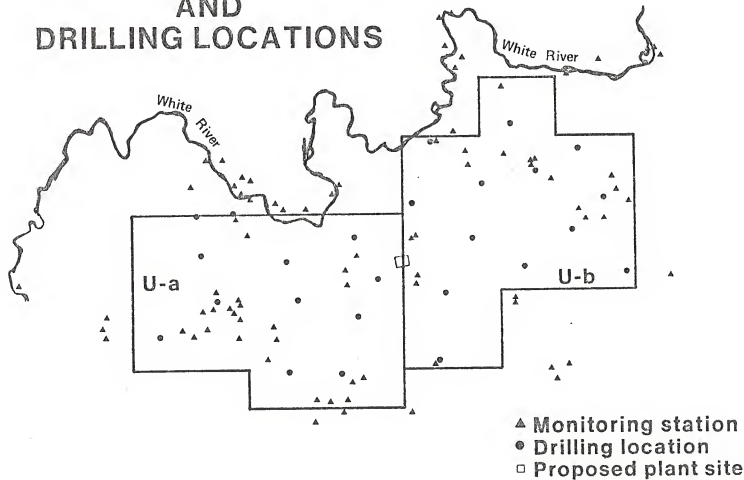 AND
DRILLING LOCATIONS
White River
White River
U-a
U-b
▲ Monitoring station
● Drilling location
□ Proposed plant site